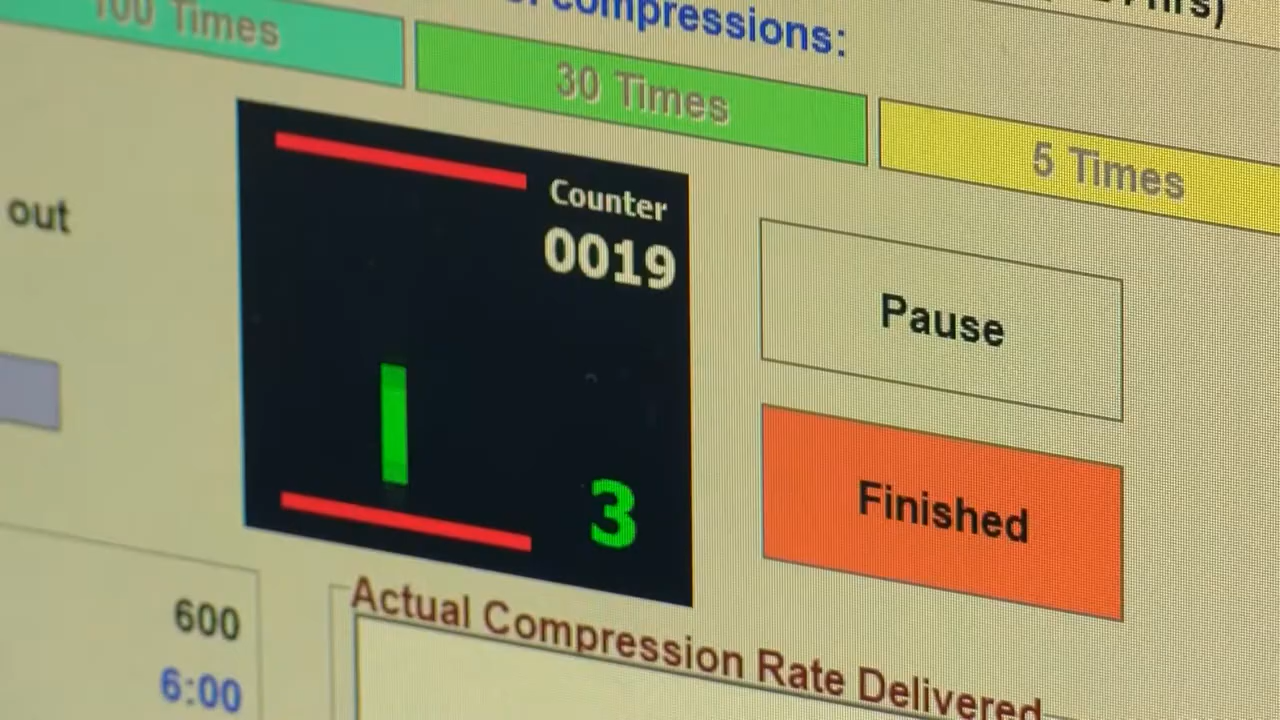 compressions:
100 Times
30 Times
5 Times
out
Counter
0019
Pause
3
Finished
600
6:00
Actual Compression Rate Delivered